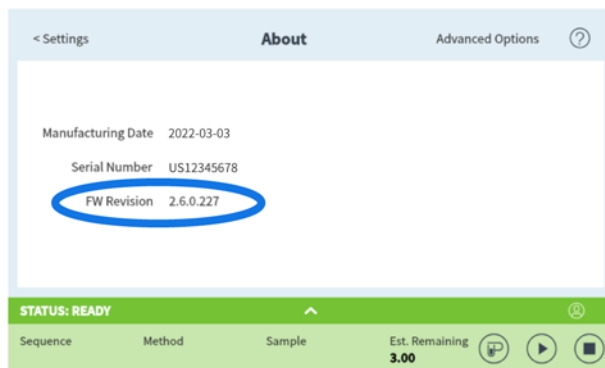 < Settings About Advanced Options ?
Manufacturing Date 2022-03-03
Serial Number US12345678
FW Revision 2.6.0.227
STATUS: READY
Sequence Method Sample Est. Remaining
3.00